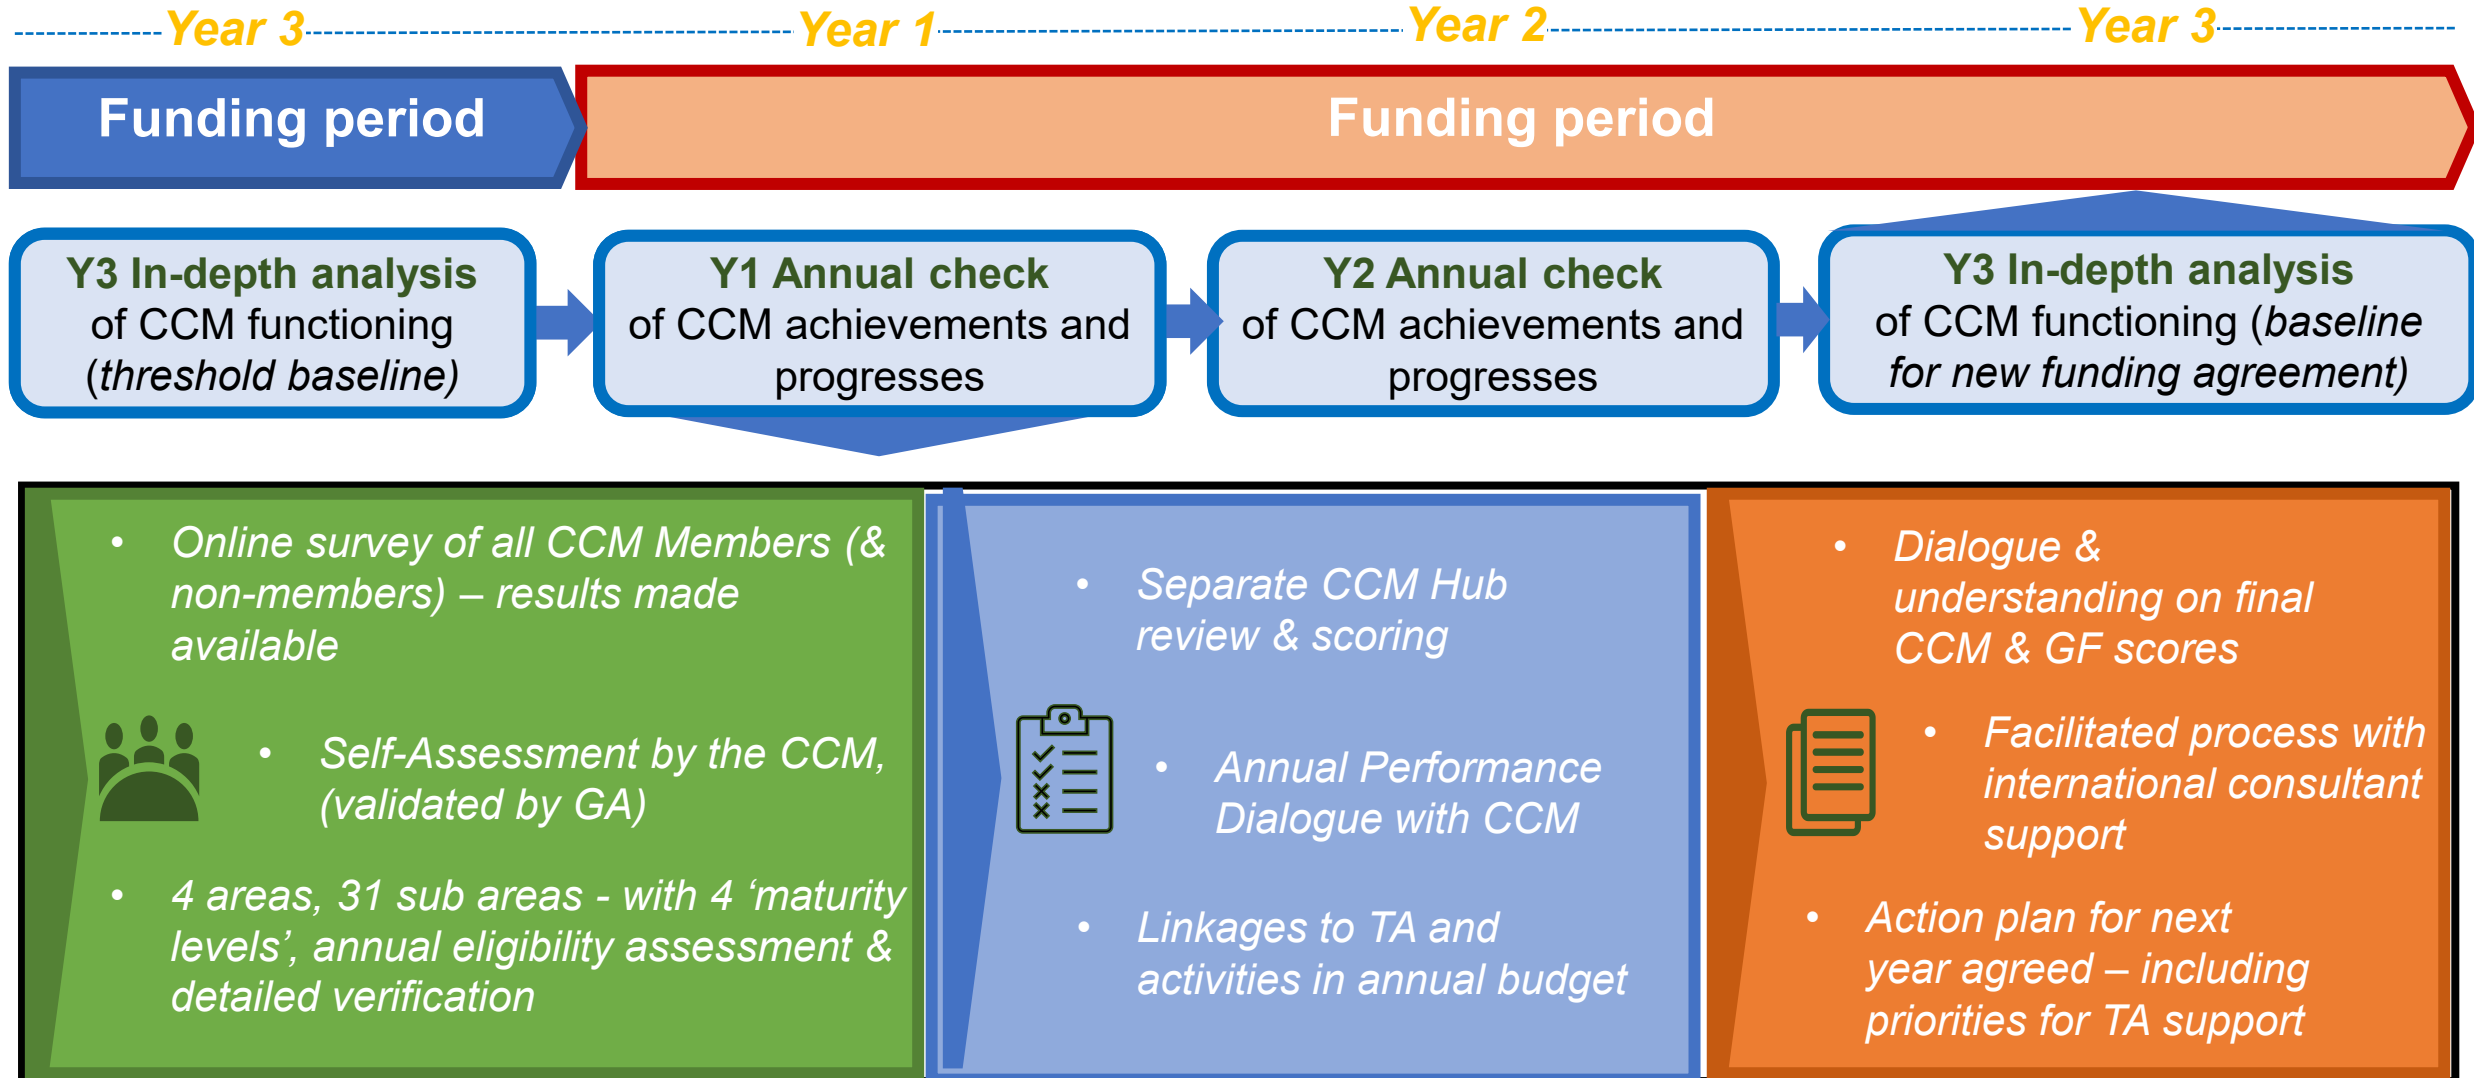 Year 3 Year 1 Year 2 Year 3
Funding period
Funding period
Y3 In-depth analysis
of CCM functioning
(threshold baseline)
Y1 Annual check
of CCM achievements and
progresses
Y2 Annual check
of CCM achievements and
progresses
Y3 In-depth analysis
of CCM functioning (baseline
for new funding agreement)
• Online survey of all CCM Members (&
non-members) – results made
available
• Self-Assessment by the CCM,
(validated by GA)
• 4 areas, 31 sub areas - with 4 ‘maturity
levels’, annual eligibility assessment &
detailed verification
• Separate CCM Hub
review & scoring
• Annual Performance
Dialogue with CCM
• Linkages to TA and
activities in annual budget
• Dialogue &
understanding on final
CCM & GF scores
• Facilitated process with
international consultant
support
• Action plan for next
year agreed – including
priorities for TA support